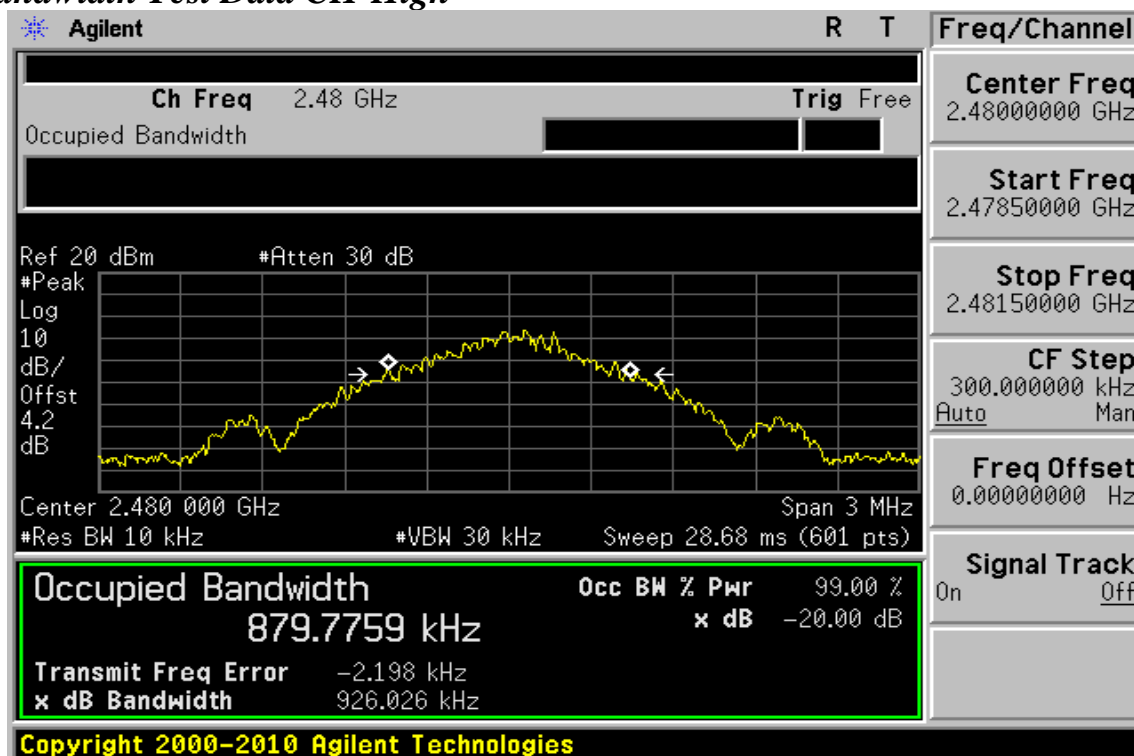 andwidth Test Data CH High
Agilent R T
Freq/Channel
Ch Freq 2.48 GHz Trig Free
Occupied Bandwidth
Center Freq
2.48000000 GHz
Start Freq
2.47850000 GHz
Stop Freq
2.48150000 GHz
CF Step
300.000000 kHz
Auto Man
Freq Offset
0.00000000 Hz
Signal Track
On Off
Ref 20 dBm #Atten 30 dB
#Peak
Log
10
dB/
Offst
4.2
dB
Center 2.480 000 GHz Span 3 MHz
#Res BW 10 kHz #VBW 30 kHz Sweep 28.68 ms (601 pts)
Occupied Bandwidth
879.7759 kHz
Occ BW % Pwr 99.00 %
x dB -20.00 dB
Transmit Freq Error -2.198 kHz
x dB Bandwidth 926.026 kHz
Copyright 2000-2010 Agilent Technologies